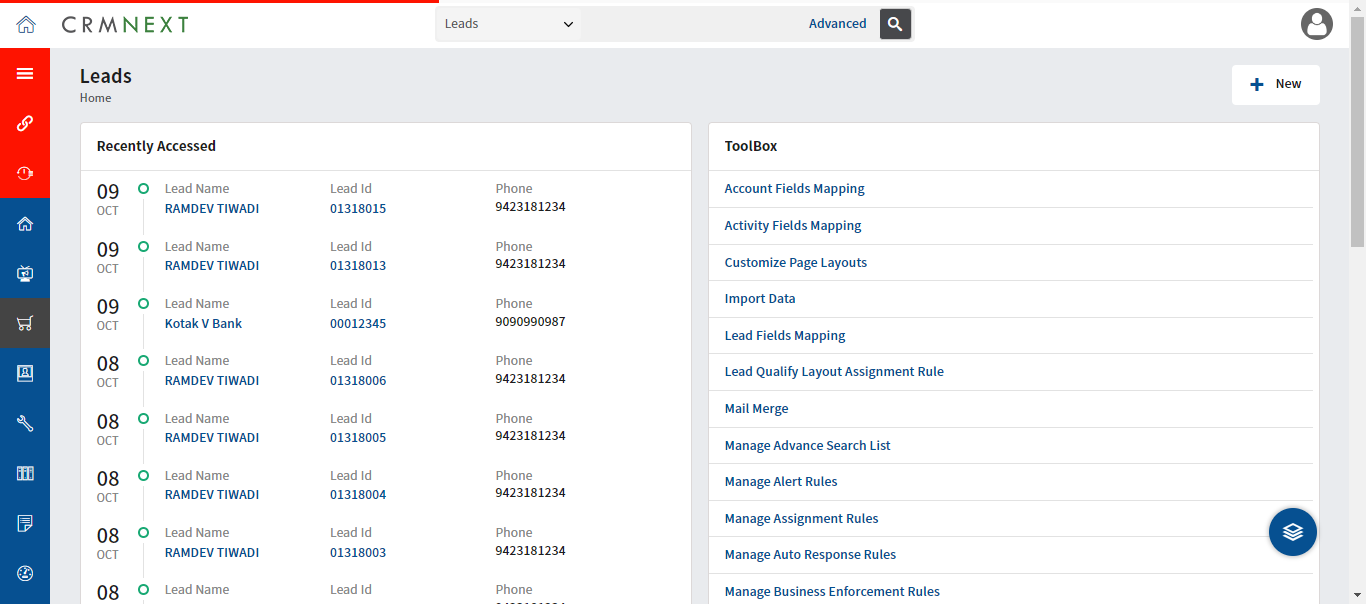 CRMNEXT
Leads
Advanced
Leads
Home
New
Recently Accessed
09 OCT
Lead Name Lead Id Phone
RAMDEV TIWADI 01318015 9423181234
09 OCT
Lead Name Lead Id Phone
RAMDEV TIWADI 01318013 9423181234
09 OCT
Lead Name Lead Id Phone
Kotak V Bank 00012345 9090990987
08 OCT
Lead Name Lead Id Phone
RAMDEV TIWADI 01318006 9423181234
08 OCT
Lead Name Lead Id Phone
RAMDEV TIWADI 01318005 9423181234
08 OCT
Lead Name Lead Id Phone
RAMDEV TIWADI 01318004 9423181234
08 OCT
Lead Name Lead Id Phone
RAMDEV TIWADI 01318003 9423181234
08
Lead Name Lead Id Phone
ToolBox
Account Fields Mapping
Activity Fields Mapping
Customize Page Layouts
Import Data
Lead Fields Mapping
Lead Qualify Layout Assignment Rule
Mail Merge
Manage Advance Search List
Manage Alert Rules
Manage Assignment Rules
Manage Auto Response Rules
Manage Business Enforcement Rules